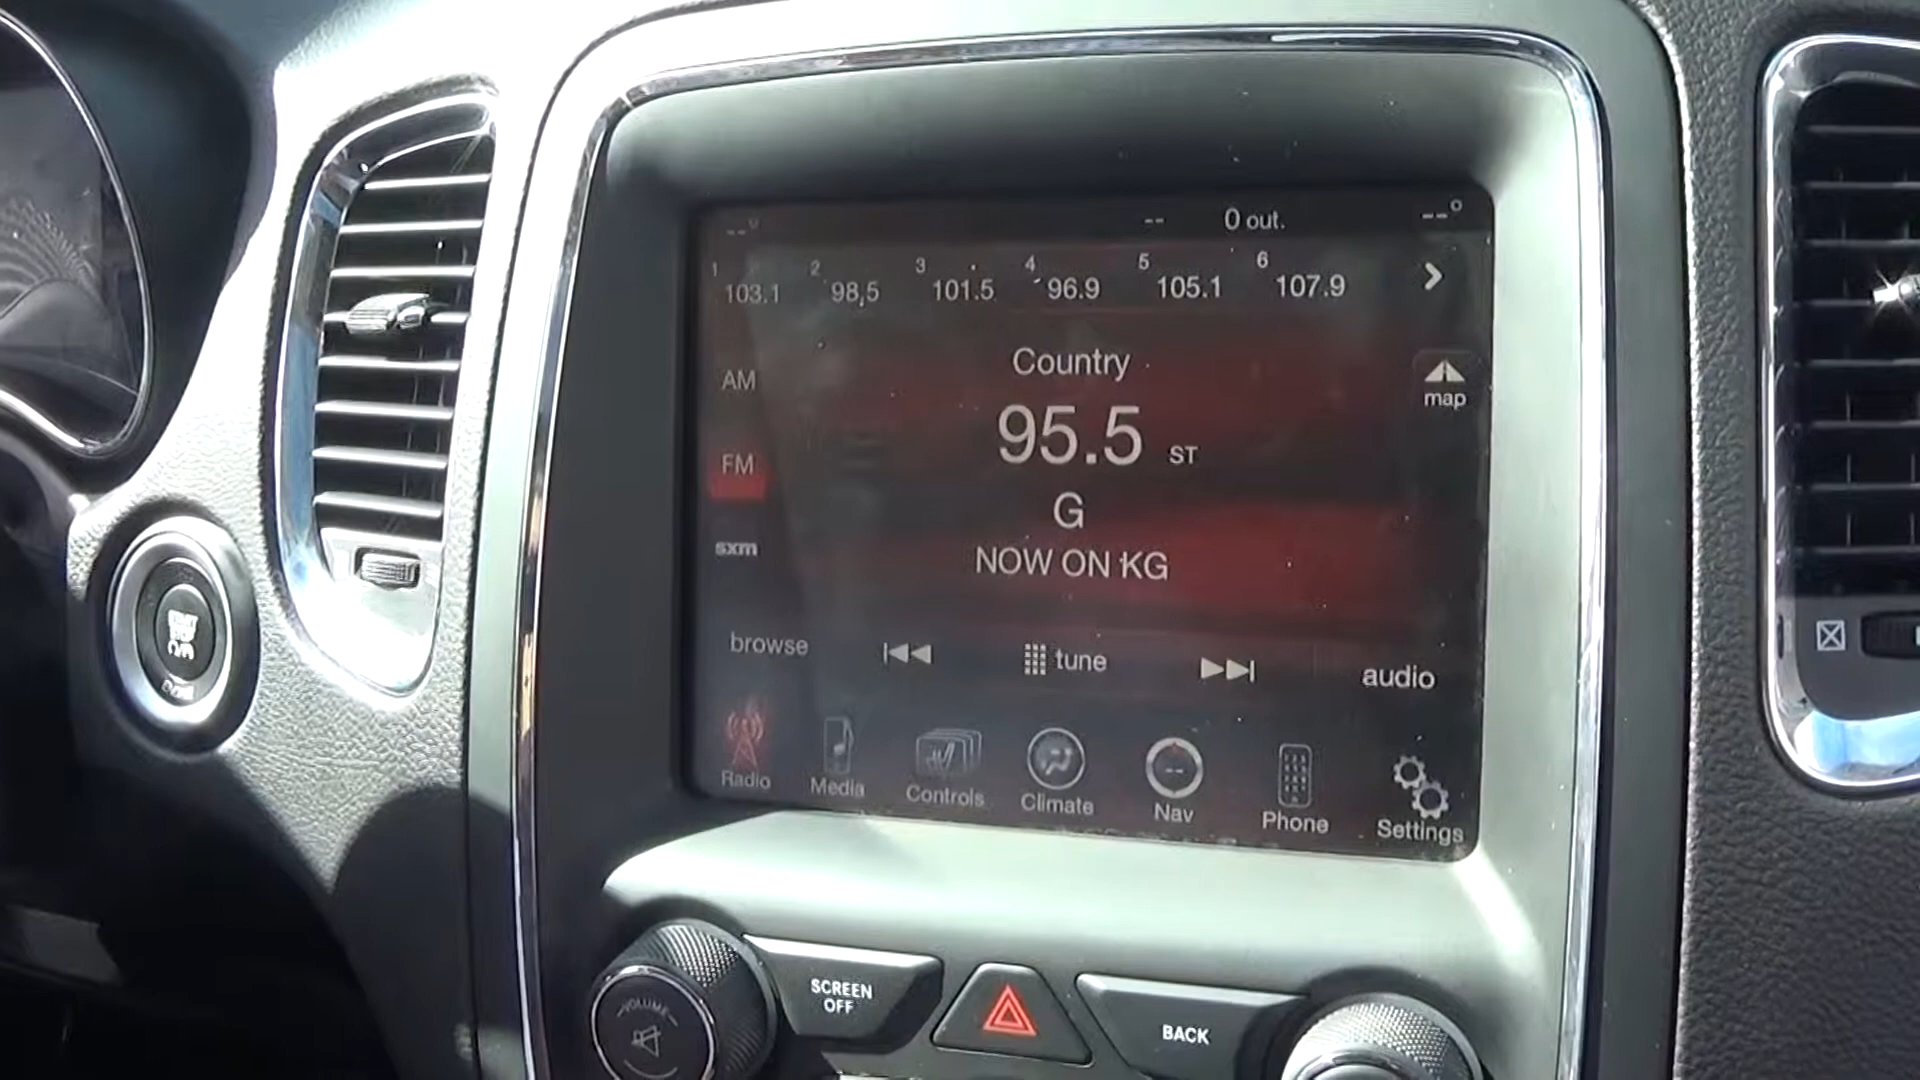 --° -- 0 out. --°
1 2 3 4 5 6
103.1 98,5 101.5 96.9 105.1 107.9
Country
AM
map
95.5 ST
FM
G
sxm
NOW ON KG
browse
tune
audio
Radio Media Controls Climate Nav Phone Settings
SCREEN
OFF
VOLUME
BACK